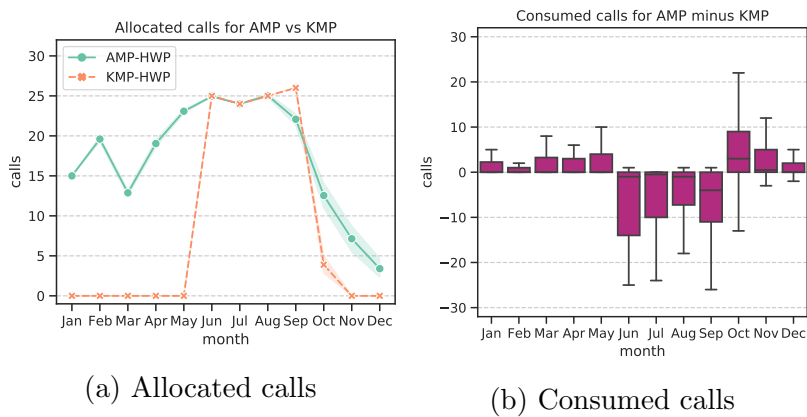 Allocated calls for AMP vs KMP
AMP-HWP
KMP-HWP
30
25
20
15
10
5
0
calls
Jan Feb Mar Apr May Jun Jul Aug Sep Oct Nov Dec
month
(a) Allocated calls
Consumed calls for AMP minus KMP
30
20
10
0
−10
−20
−30
calls
Jan Feb Mar Apr May Jun Jul Aug Sep Oct Nov Dec
month
(b) Consumed calls